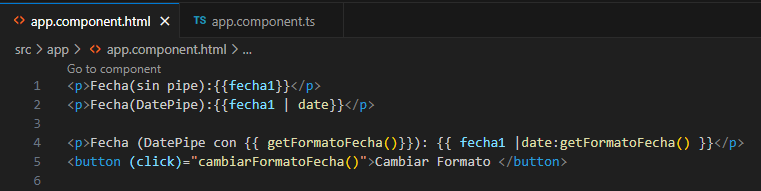 <> app.component.html × TS app.component.ts
src > app > <> app.component.html > ...
Go to component
1 <p>Fecha(sin pipe):{{fecha1}}</p>
2 <p>Fecha(DatePipe):{{fecha1 | date}}</p>
3
4 <p>Fecha (DatePipe con {{ getFormatoFecha()}}): {{ fecha1 |date:getFormatoFecha() }}</p>
5 <button (click)="cambiarFormatoFecha()">Cambiar Formato </button>
6